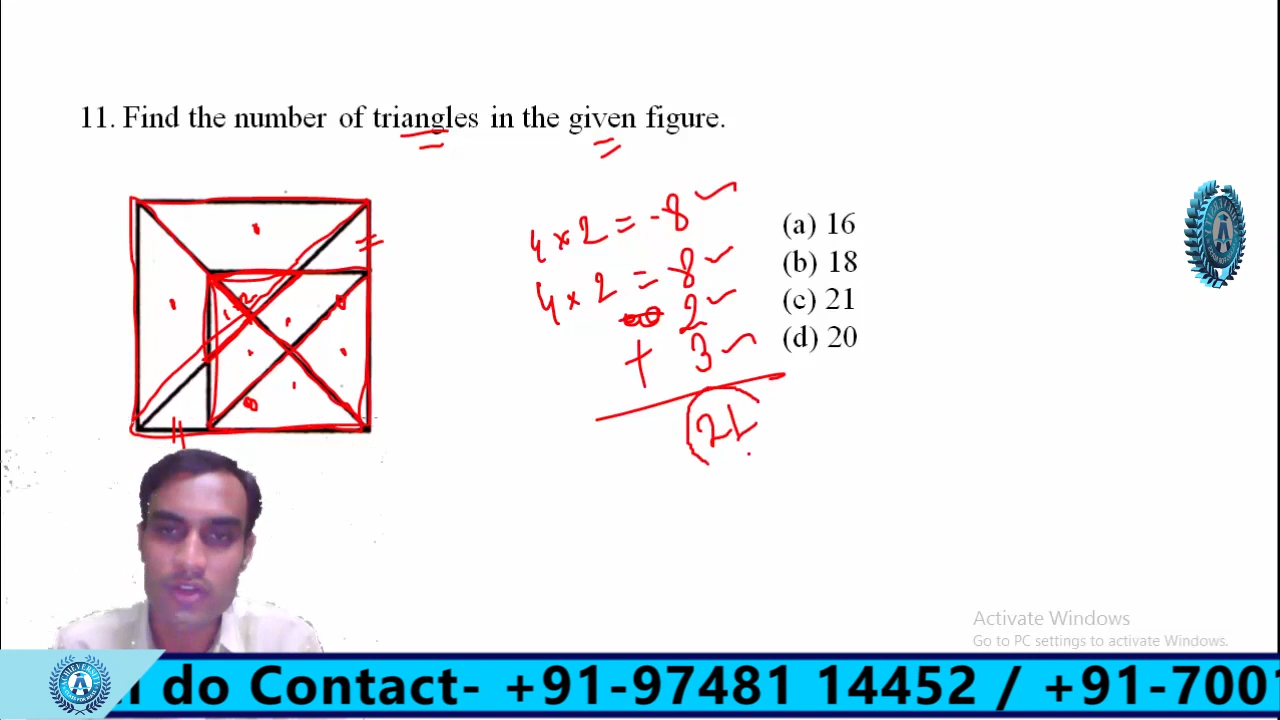 11. Find the number of triangles in the given figure.
4 × 2 = 8
4 × 2 = 8
2
+ 3
21
(a) 16
(b) 18
(c) 21
(d) 20
Activate Windows
Go to PC settings to activate Windows.
do Contact- +91-97481 14452 / +91-700